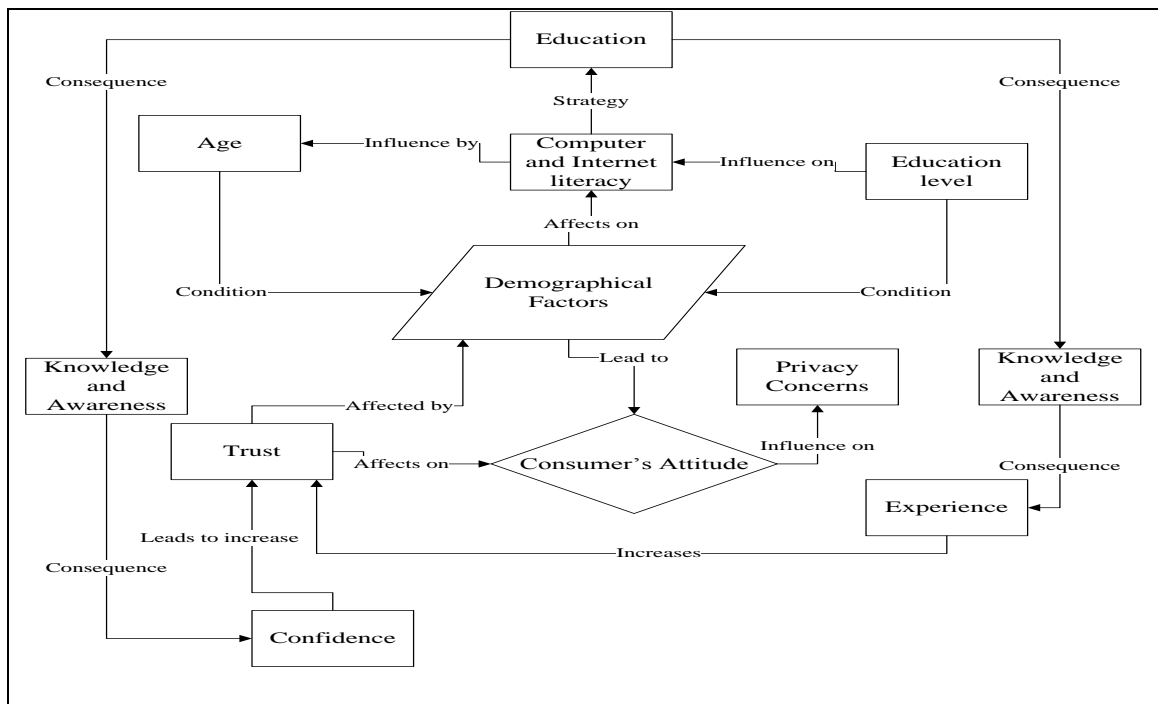 Education
Consequence
Consequence
Strategy
Age
Influence by
Computer
and Internet
literacy
Influence on
Education
level
Affects on
Condition
Demographical
Factors
Condition
Lead to
Knowledge
and
Awareness
Privacy
Concerns
Knowledge
and
Awareness
Affected by
Trust
Affects on
Consumer's Attitude
Influence on
Consequence
Experience
Leads to increase
Increases
Consequence
Confidence